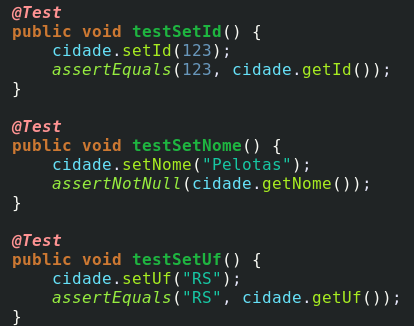 @Test
public void testSetId() {
    cidade.setId(123);
    assertEquals(123, cidade.getId());
}

@Test
public void testSetNome() {
    cidade.setNome("Pelotas");
    assertNotNull(cidade.getNome());
}

@Test
public void testSetUf() {
    cidade.setUf("RS");
    assertEquals("RS", cidade.getUf());
}